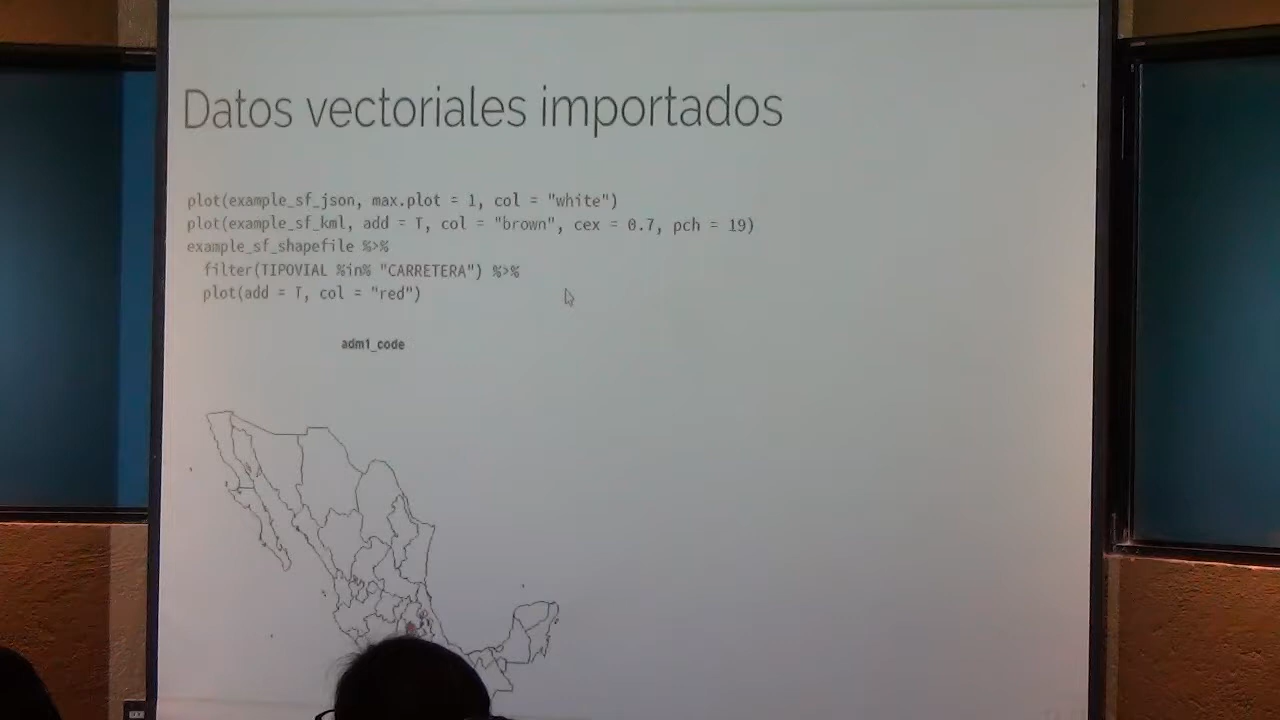 Datos vectoriales importados
plot(example_sf_json, max.plot = 1, col = "white")
plot(example_sf_kml, add = T, col = "brown", cex = 0.7, pch = 19)
example_sf_shapefile %>%
  filter(TIPOVIAL %in% "CARRETERA") %>%
  plot(add = T, col = "red")
adm1_code